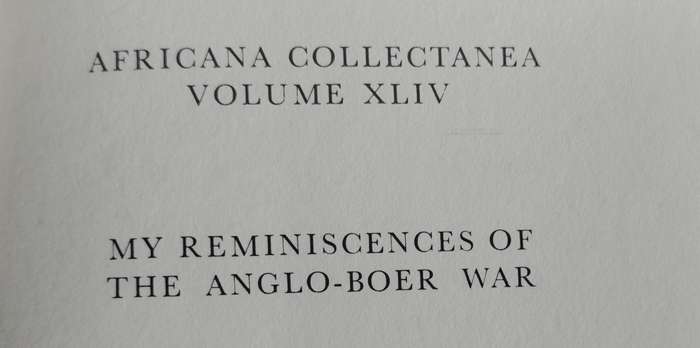 AFRICANA COLLECTANEA
VOLUME XLIV
MY REMINISCENCES OF
THE ANGLO-BOER WAR